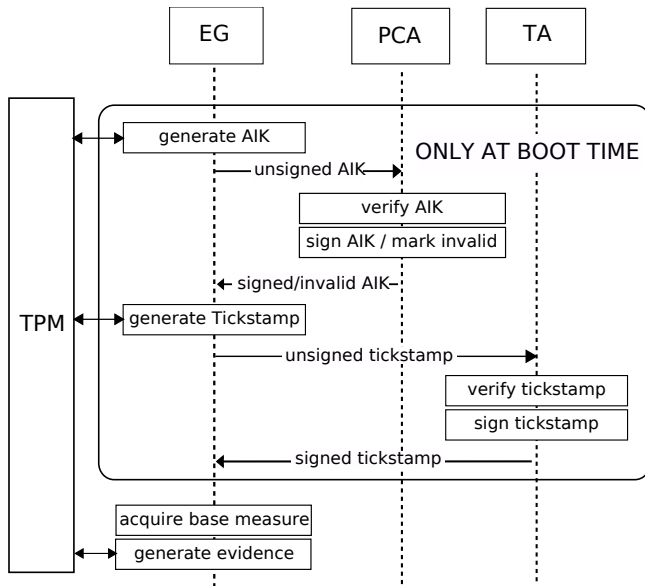 EG
PCA
TA
generate AIK
ONLY AT BOOT TIME
unsigned AIK
verify AIK
sign AIK / mark invalid
signed/invalid AIK
TPM
generate Tickstamp
unsigned tickstamp
verify tickstamp
sign tickstamp
signed tickstamp
acquire base measure
generate evidence